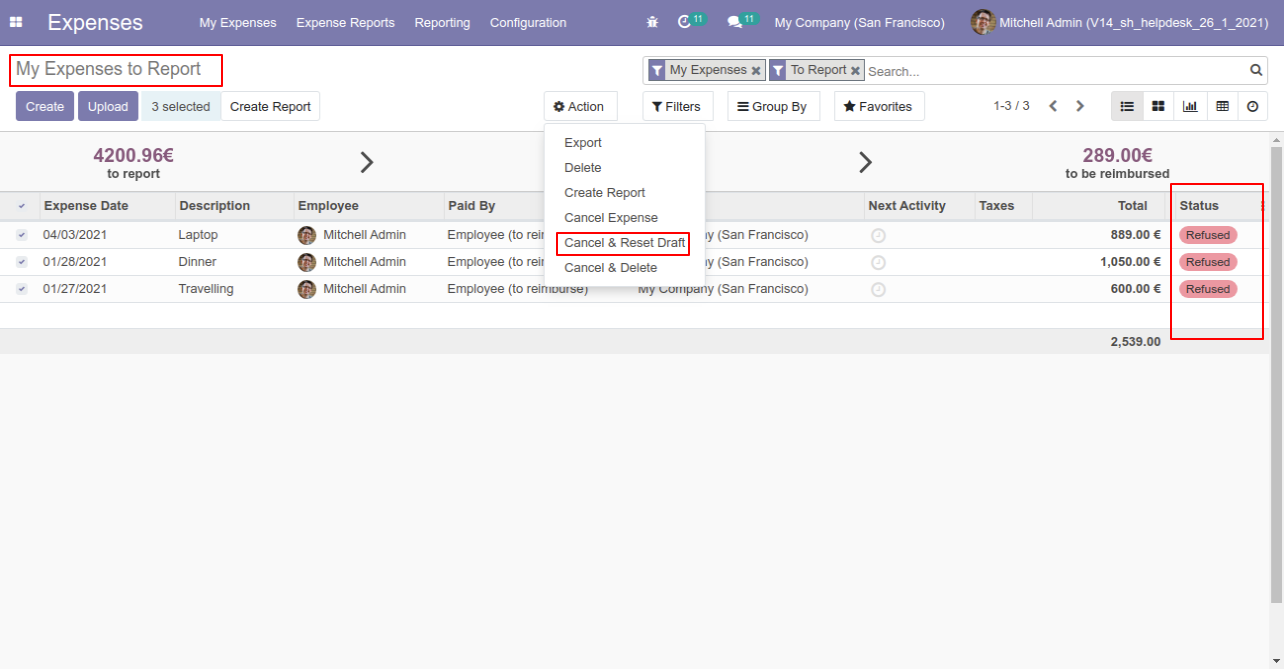 Expenses My Expenses Expense Reports Reporting Configuration 11 11 My Company (San Francisco) Mitchell Admin (V14_sh_helpdesk_26_1_2021)
My Expenses to Report
My Expenses To Report Search...
Create Upload 3 selected Create Report Action Filters Group By Favorites 1-3 / 3
Export
Delete
Create Report
Cancel Expense
Cancel & Reset Draft
Cancel & Delete
4200.96€
to report
289.00€
to be reimbursed
Expense Date Description Employee Paid By Next Activity Taxes Total Status
04/03/2021 Laptop Mitchell Admin Employee (to rei (San Francisco) 889.00 € Refused
01/28/2021 Dinner Mitchell Admin Employee (to rei (San Francisco) 1,050.00 € Refused
01/27/2021 Travelling Mitchell Admin Employee (to reimburse) My Company (San Francisco) 600.00 € Refused
2,539.00